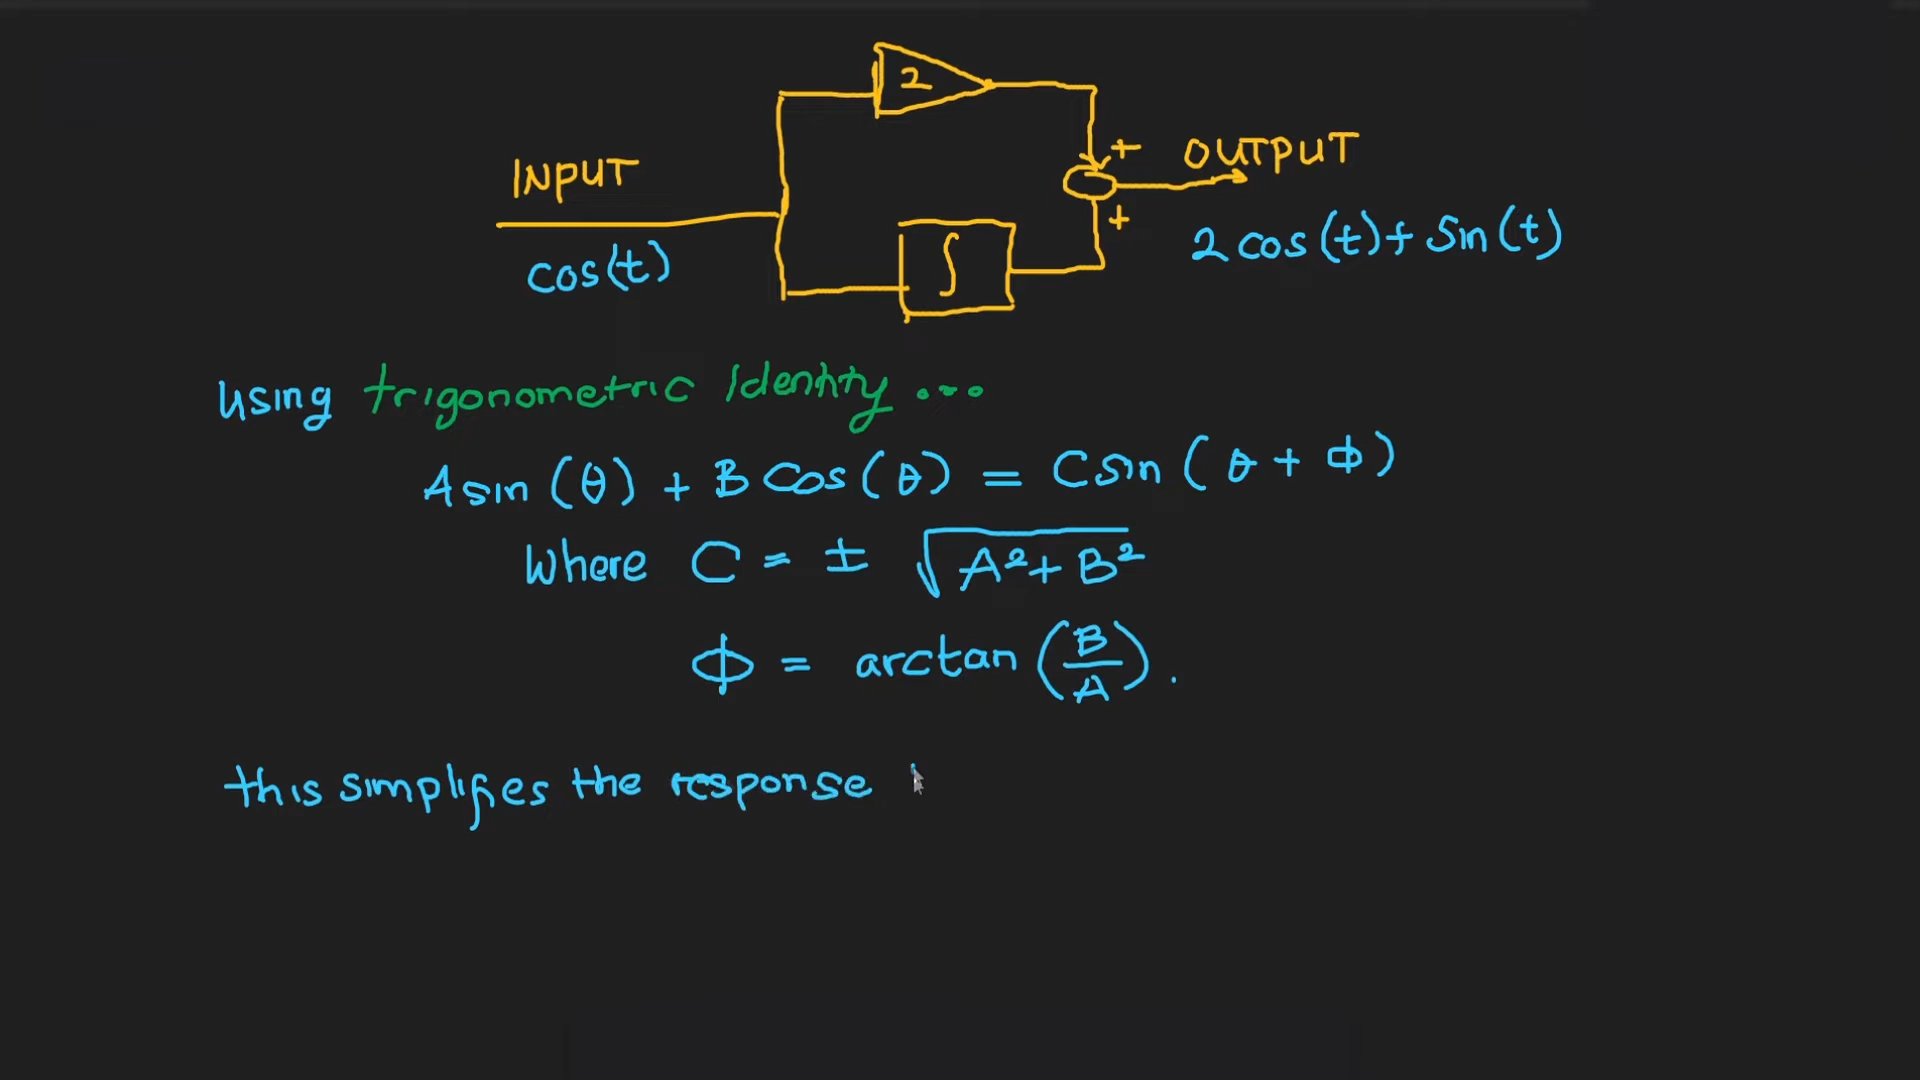 2
+ OUTPUT
INPUT
∫ + 2 cos(t) + Sin(t)
cos(t)
using trigonometric Identity ...
A sin(θ) + B Cos(θ) = C sin(θ + Φ)
Where C = ± √(A² + B²)
Φ = arctan(B/A).
this simplifies the response